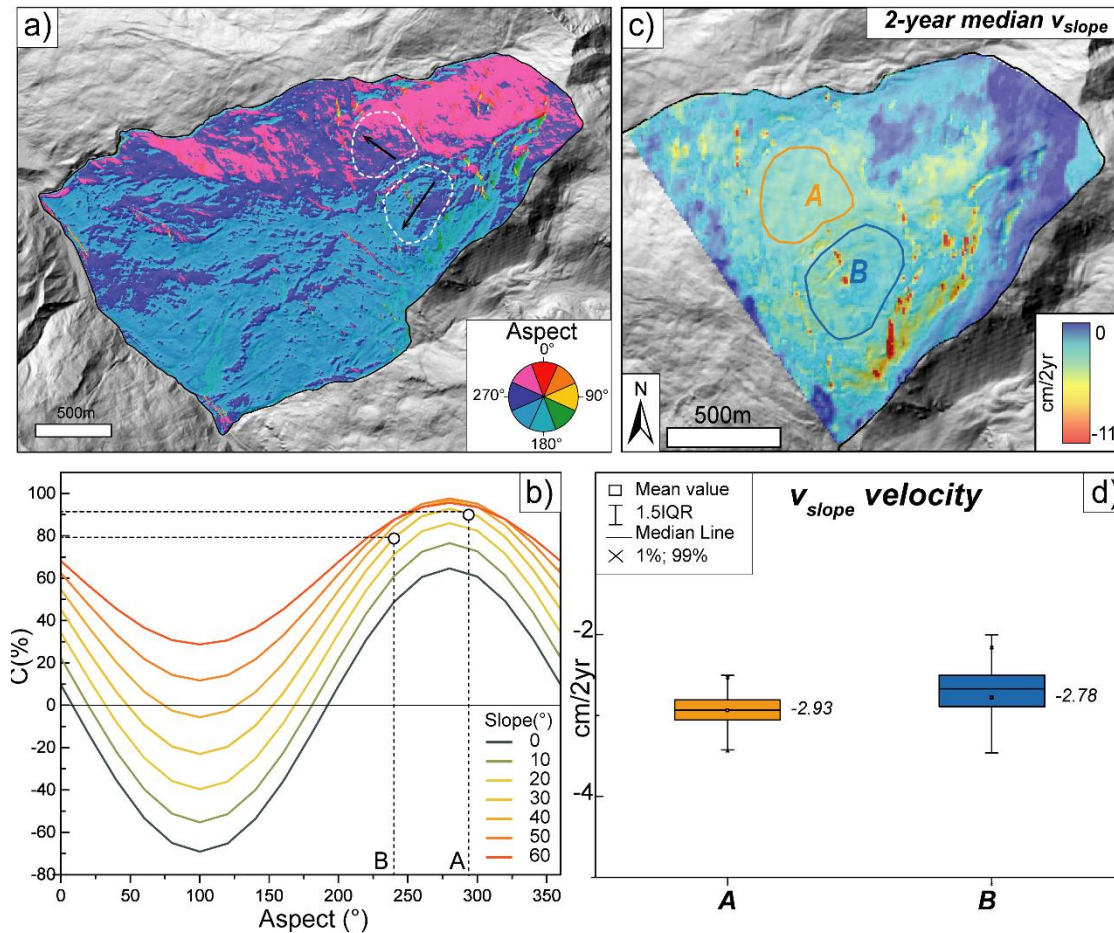 a)
Aspect
0°
270°
90°
180°
500m
c)
2-year median v_slope
A
B
N
500m
cm/2yr
0
-11
b)
C(%)
100
80
60
40
20
0
-20
-40
-60
-80
Slope(°)
0
10
20
30
40
50
60
B
A
0
50
100
150
200
250
300
350
Aspect (°)
d)
v_slope velocity
Mean value
1.5IQR
Median Line
1%; 99%
cm/2yr
-2
-4
-2.93
-2.78
A
B